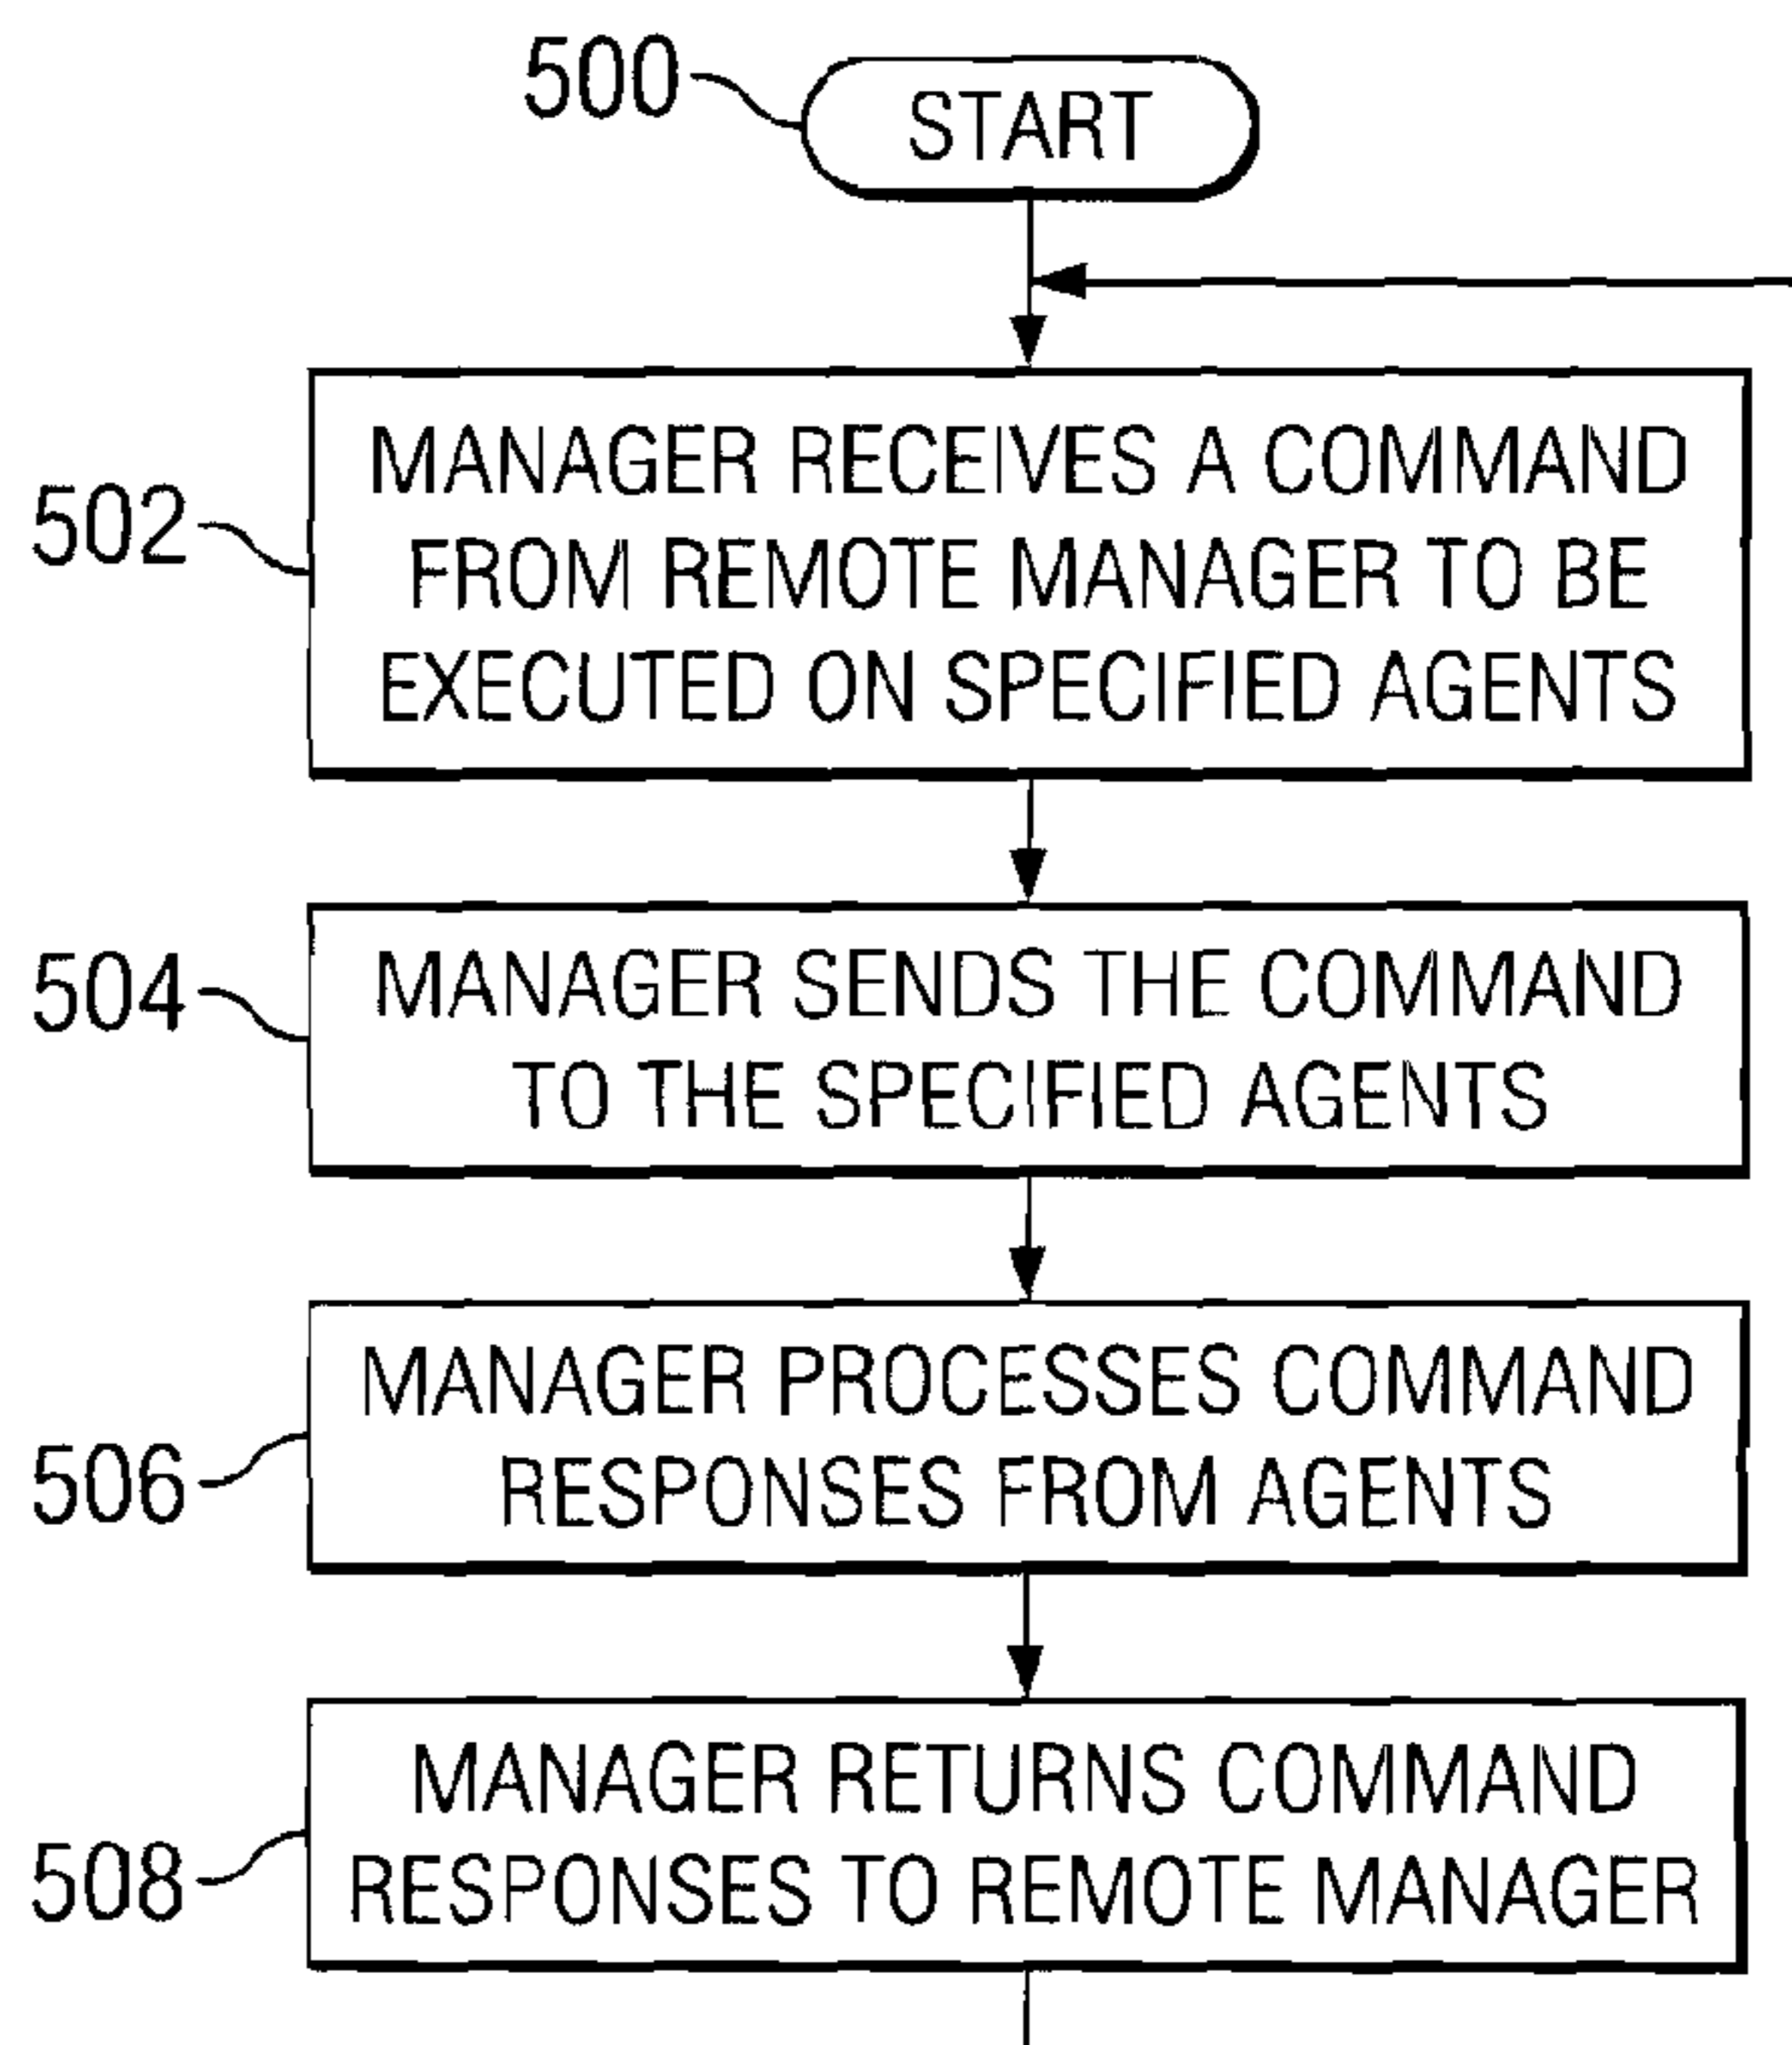 500
START
502
MANAGER RECEIVES A COMMAND
FROM REMOTE MANAGER TO BE
EXECUTED ON SPECIFIED AGENTS
504
MANAGER SENDS THE COMMAND
TO THE SPECIFIED AGENTS
506
MANAGER PROCESSES COMMAND
RESPONSES FROM AGENTS
508
MANAGER RETURNS COMMAND
RESPONSES TO REMOTE MANAGER